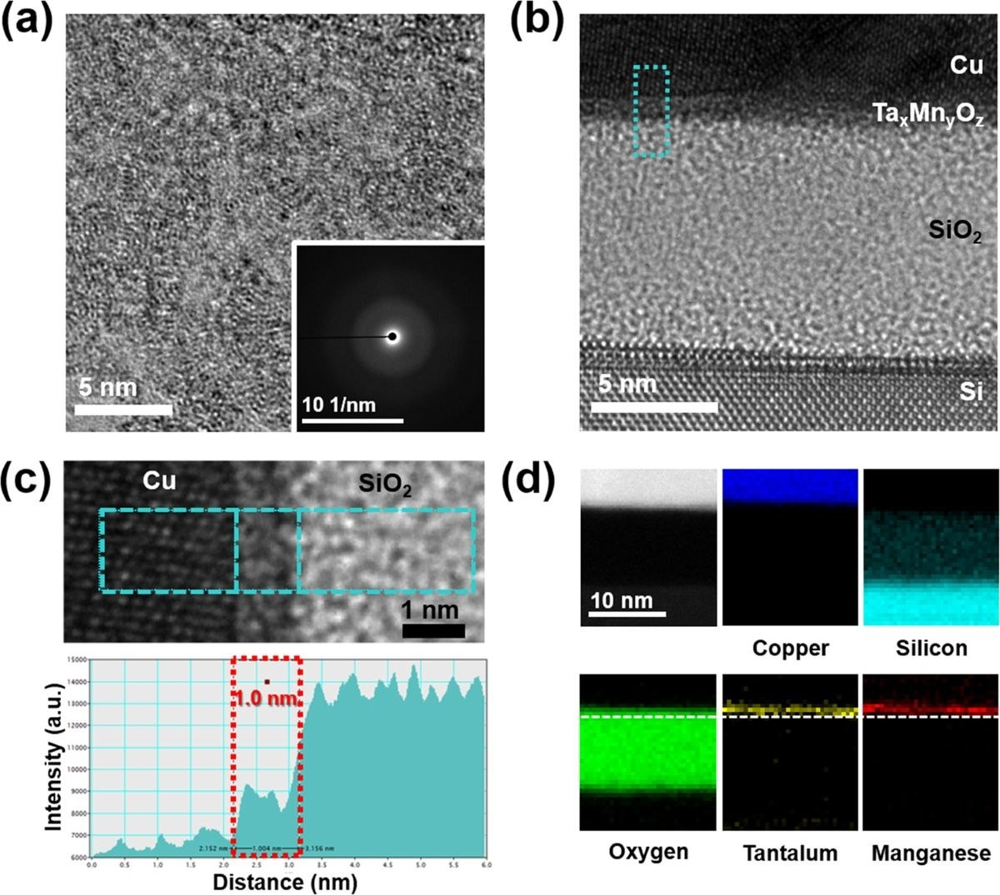 (a)
5 nm
10 1/nm
(b)
Cu
TaₓMnᵧO_z
SiO₂
5 nm
Si
(c)
Cu
SiO₂
1 nm
Intensity (a.u.)
15000
14000
13000
12000
11000
10000
9000
8000
7000
6000
1.0 nm
2.152 nm
1.004 nm
3.156 nm
0.0 0.5 1.0 1.5 2.0 2.5 3.0 3.5 4.0 4.5 5.0 5.5 6.0
Distance (nm)
(d)
10 nm
Copper
Silicon
Oxygen
Tantalum
Manganese